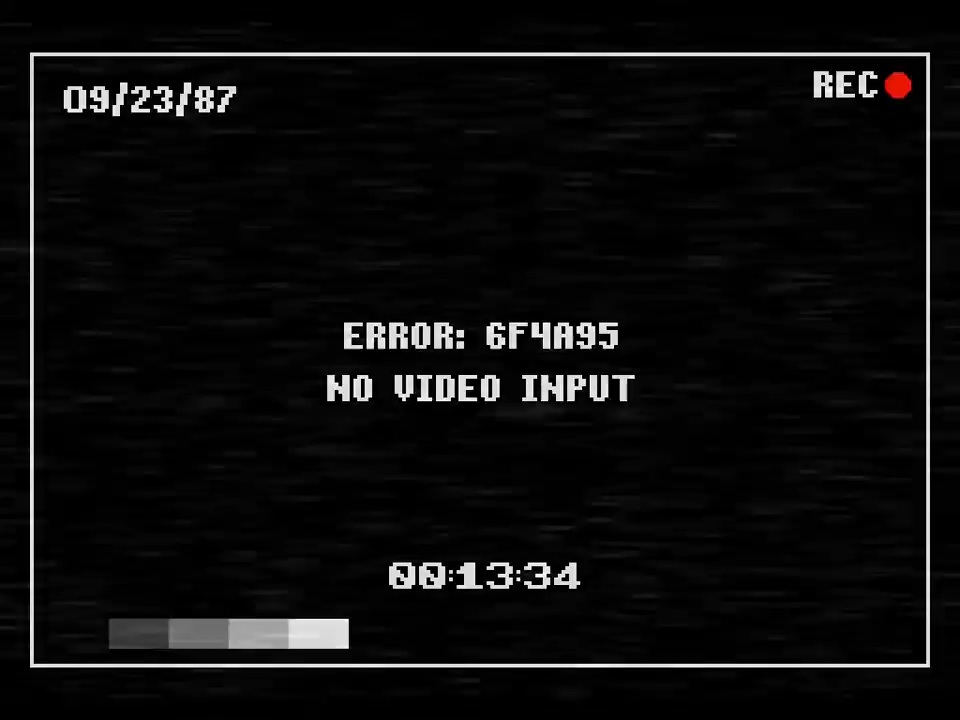 09/23/87
REC
ERROR: 6F4A95
NO VIDEO INPUT
00:13:34